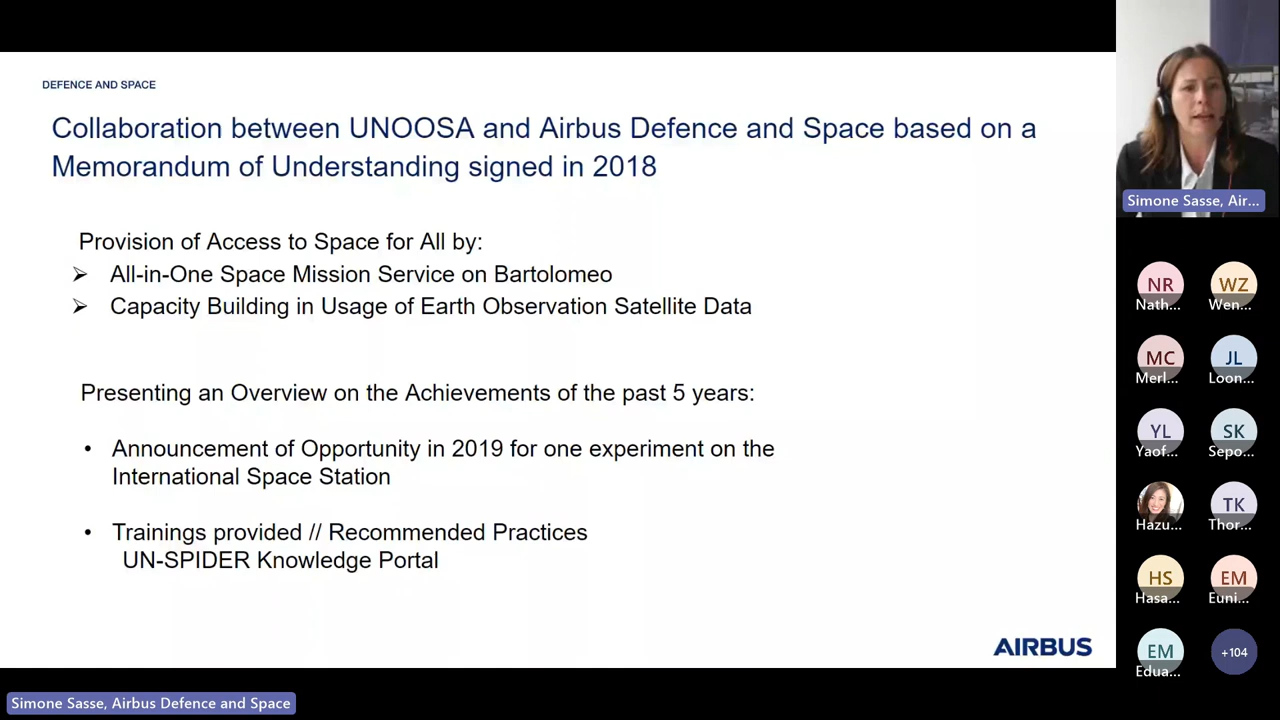 DEFENCE AND SPACE
Collaboration between UNOOSA and Airbus Defence and Space based on a
Memorandum of Understanding signed in 2018
Provision of Access to Space for All by:
➢ All-in-One Space Mission Service on Bartolomeo
➢ Capacity Building in Usage of Earth Observation Satellite Data
Presenting an Overview on the Achievements of the past 5 years:
• Announcement of Opportunity in 2019 for one experiment on the
International Space Station
• Trainings provided // Recommended Practices
UN-SPIDER Knowledge Portal
AIRBUS
Simone Sasse, Airbus Defence and Space
Simone Sasse, Air...
NR WZ
Nath... Wen...
MC JL
Merl... Loon...
YL SK
Yaof... Sepo...
TK
Hazu... Thor...
HS EM
Hasa... Euni...
EM +104
Edua...